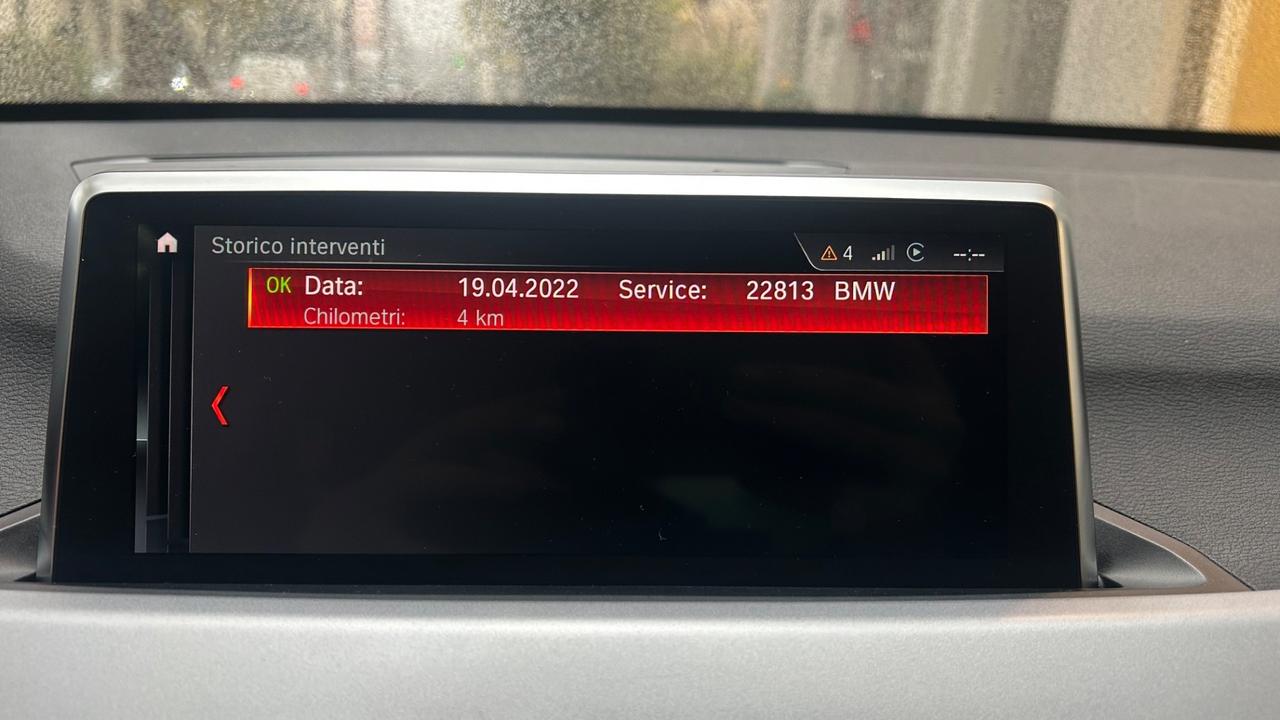 Storico interventi
4
--:--
OK Data: 19.04.2022 Service: 22813 BMW
Chilometri: 4 km